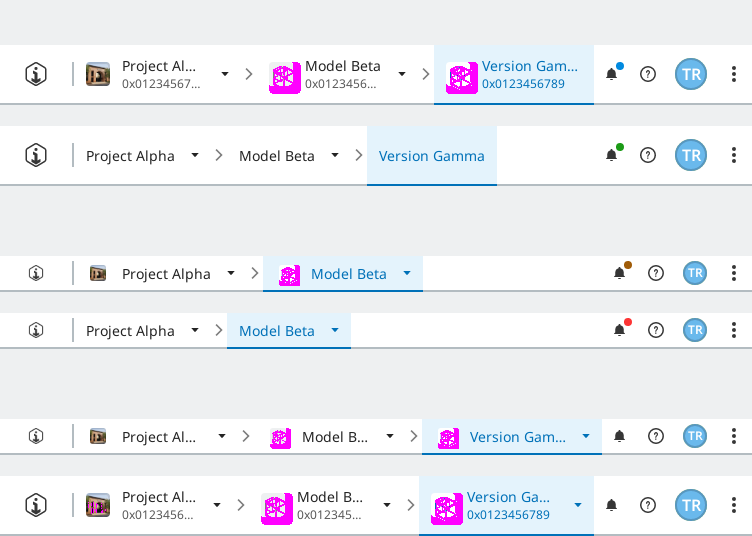 Project Al... Model Beta Version Gam... TR
0x01234567... 0x0123456... 0x0123456789
Project Alpha Model Beta Version Gamma TR
Project Alpha Model Beta TR
Project Alpha Model Beta TR
Project Al... Model B... Version Gam... TR
Project Al... Model B... Version Ga... TR
0x0123456... 0x012345... 0x0123456789